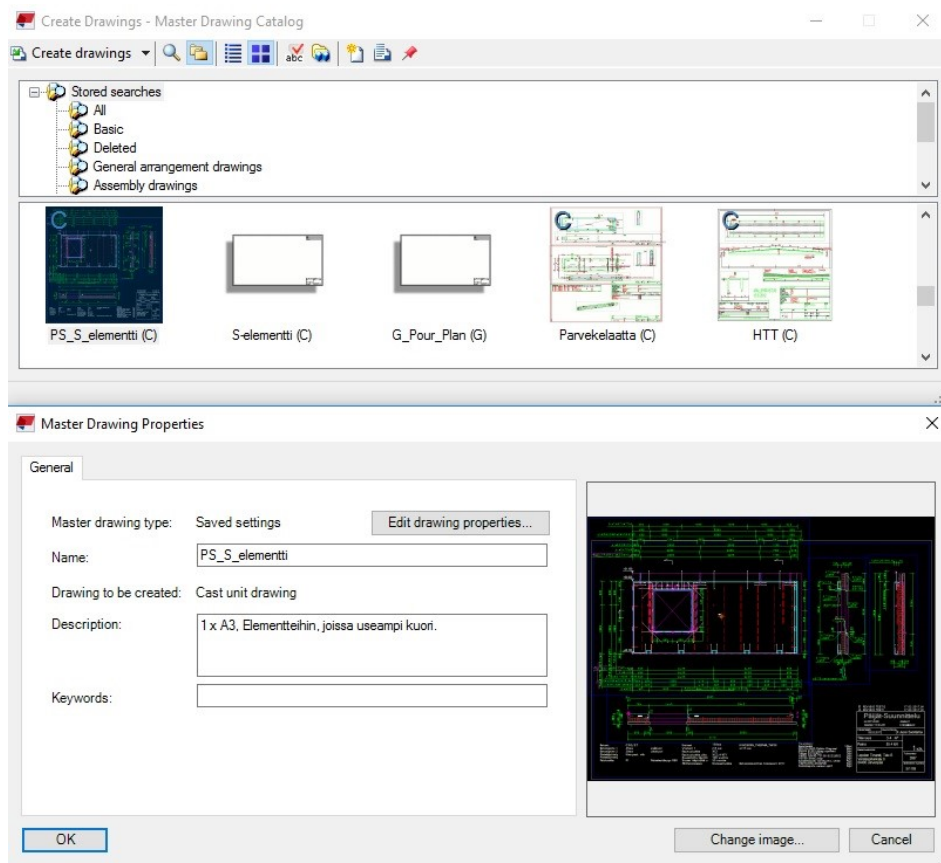 Create Drawings - Master Drawing Catalog
Create drawings
abc
Stored searches
All
Basic
Deleted
General arrangement drawings
Assembly drawings
PS_S_elementti (C)
S-elementti (C)
G_Pour_Plan (G)
Parvekelaatta (C)
HTT (C)
Master Drawing Properties
General
Master drawing type: Saved settings Edit drawing properties...
Name: PS_S_elementti
Drawing to be created: Cast unit drawing
Description: 1 x A3, Elementteihin, joissa useampi kuori.
Keywords:
OK
Change image...
Cancel